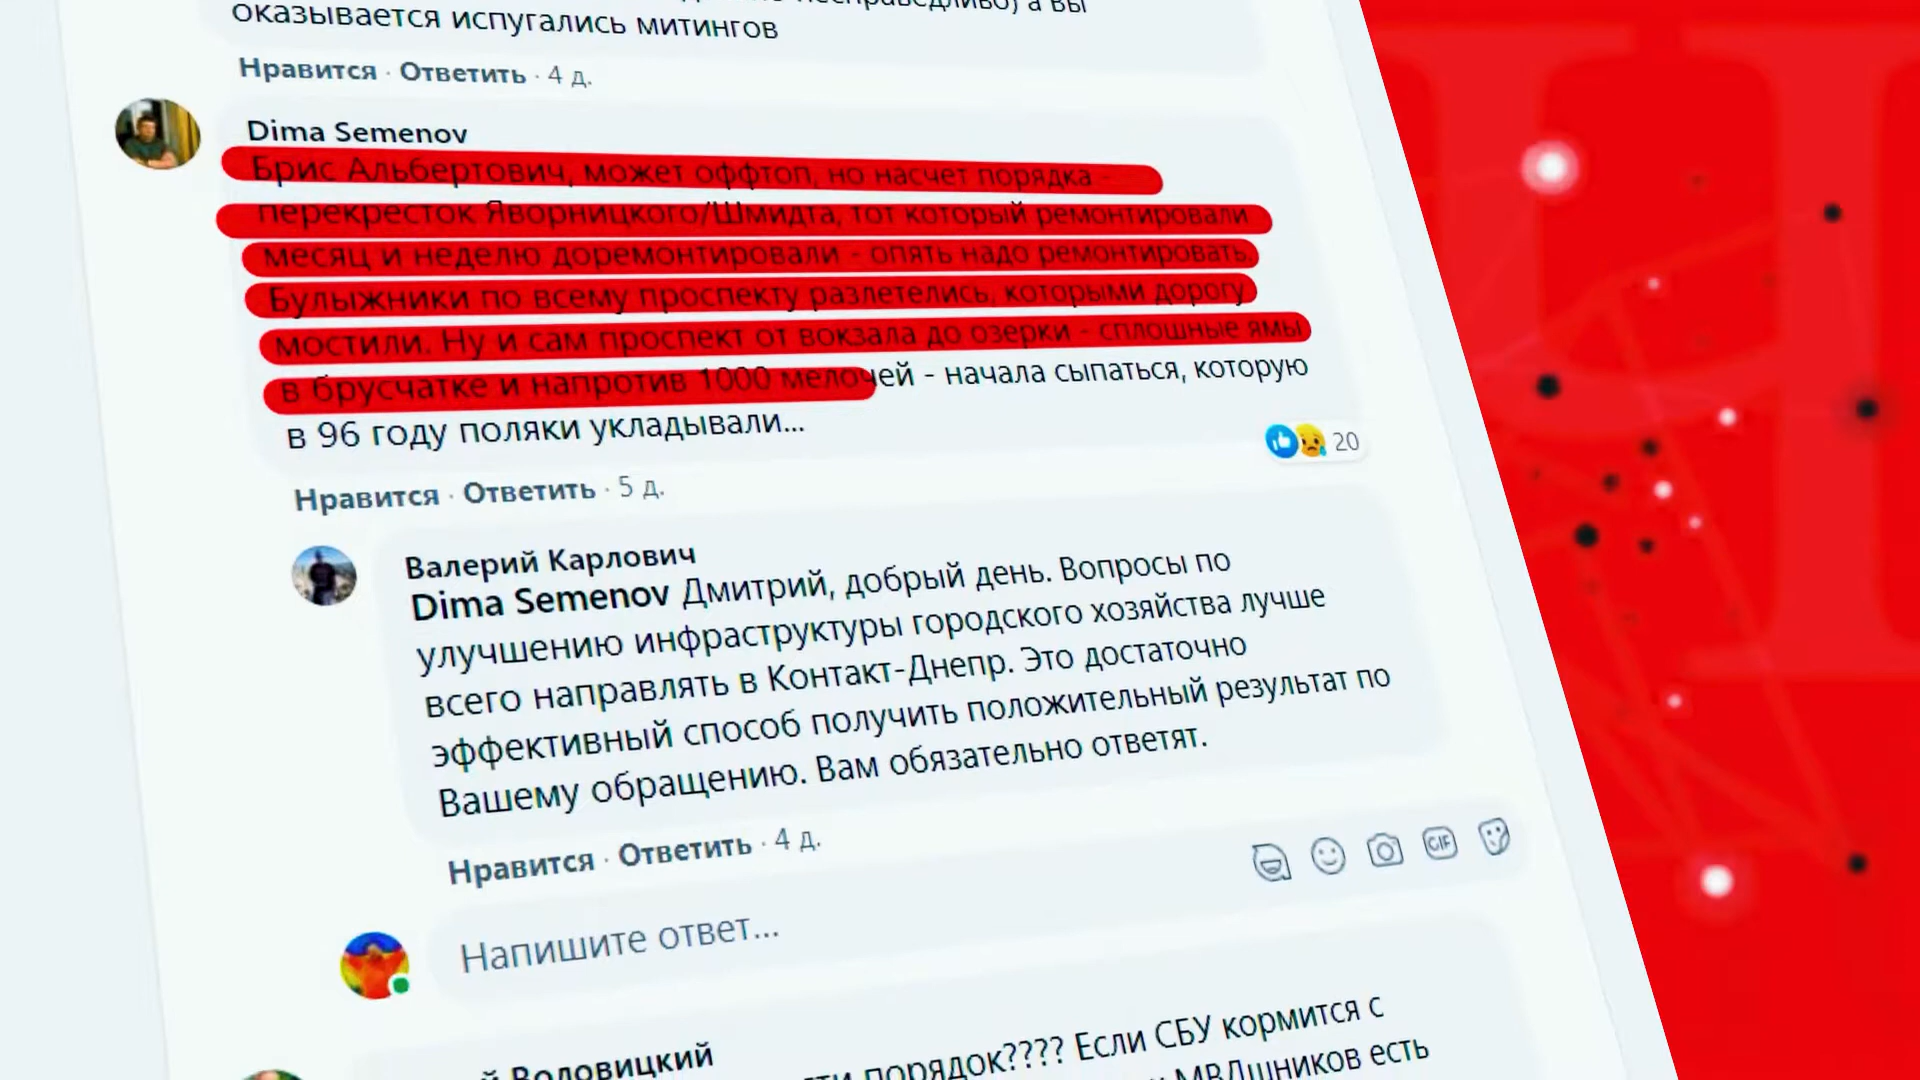 несправедливо) а вы
оказывается испугались митингов
Нравится · Ответить · 4 д.
Dima Semenov
Брис Альбертович, может оффтоп, но насчет порядка -
перекресток Яворницкого/Шмидта, тот который ремонтировали
месяц и неделю доремонтировали - опять надо ремонтировать.
Булыжники по всему проспекту разлетелись, которыми дорогу
мостили. Ну и сам проспект от вокзала до озерки - сплошные ямы
в брусчатке и напротив 1000 мелочей - начала сыпаться, которую
в 96 году поляки укладывали...
20
Нравится · Ответить · 5 д.
Валерий Карлович
Dima Semenov Дмитрий, добрый день. Вопросы по
улучшению инфраструктуры городского хозяйства лучше
всего направлять в Контакт-Днепр. Это достаточно
эффективный способ получить положительный результат по
Вашему обращению. Вам обязательно ответят.
Нравится · Ответить · 4 д.
GIF
Напишите ответ...
Воловицкий
порядок???? Если СБУ кормится с
МВДшников есть